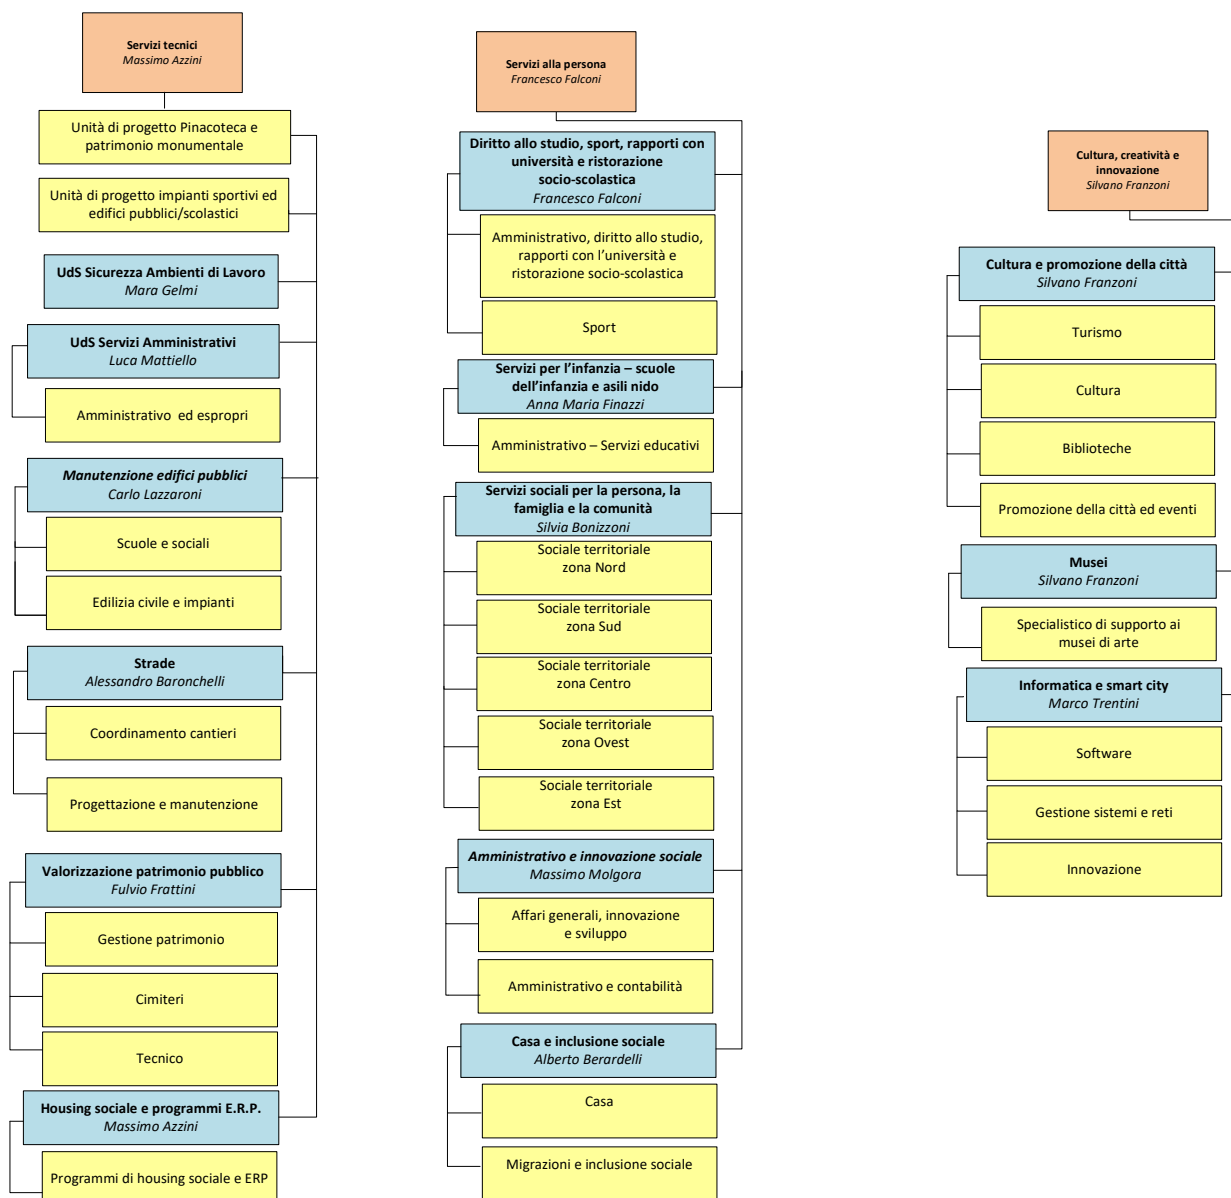 Servizi tecnici
Massimo Azzini
Unità di progetto Pinacoteca e
patrimonio monumentale
Unità di progetto impianti sportivi ed
edifici pubblici/scolastici
UdS Sicurezza Ambienti di Lavoro
Mara Gelmi
UdS Servizi Amministrativi
Luca Mattiello
Amministrativo ed espropri
Manutenzione edifici pubblici
Carlo Lazzaroni
Scuole e sociali
Edilizia civile e impianti
Strade
Alessandro Baronchelli
Coordinamento cantieri
Progettazione e manutenzione
Valorizzazione patrimonio pubblico
Fulvio Frattini
Gestione patrimonio
Cimiteri
Tecnico
Housing sociale e programmi E.R.P.
Massimo Azzini
Programmi di housing sociale e ERP
Servizi alla persona
Francesco Falconi
Diritto allo studio, sport, rapporti con
università e ristorazione
socio-scolastica
Francesco Falconi
Amministrativo, diritto allo studio,
rapporti con l'università e
ristorazione socio-scolastica
Sport
Servizi per l'infanzia – scuole
dell'infanzia e asili nido
Anna Maria Finazzi
Amministrativo – Servizi educativi
Servizi sociali per la persona, la
famiglia e la comunità
Silvia Bonizzoni
Sociale territoriale
zona Nord
Sociale territoriale
zona Sud
Sociale territoriale
zona Centro
Sociale territoriale
zona Ovest
Sociale territoriale
zona Est
Amministrativo e innovazione sociale
Massimo Molgora
Affari generali, innovazione
e sviluppo
Amministrativo e contabilità
Casa e inclusione sociale
Alberto Berardelli
Casa
Migrazioni e inclusione sociale
Cultura, creatività e
innovazione
Silvano Franzoni
Cultura e promozione della città
Silvano Franzoni
Turismo
Cultura
Biblioteche
Promozione della città ed eventi
Musei
Silvano Franzoni
Specialistico di supporto ai
musei di arte
Informatica e smart city
Marco Trentini
Software
Gestione sistemi e reti
Innovazione